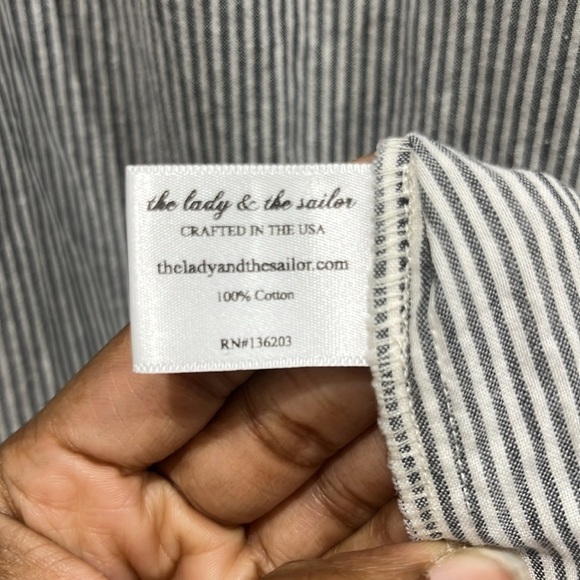 the lady & the sailor
CRAFTED IN THE USA
theladyandthesailor.com
100% Cotton
RN#136203